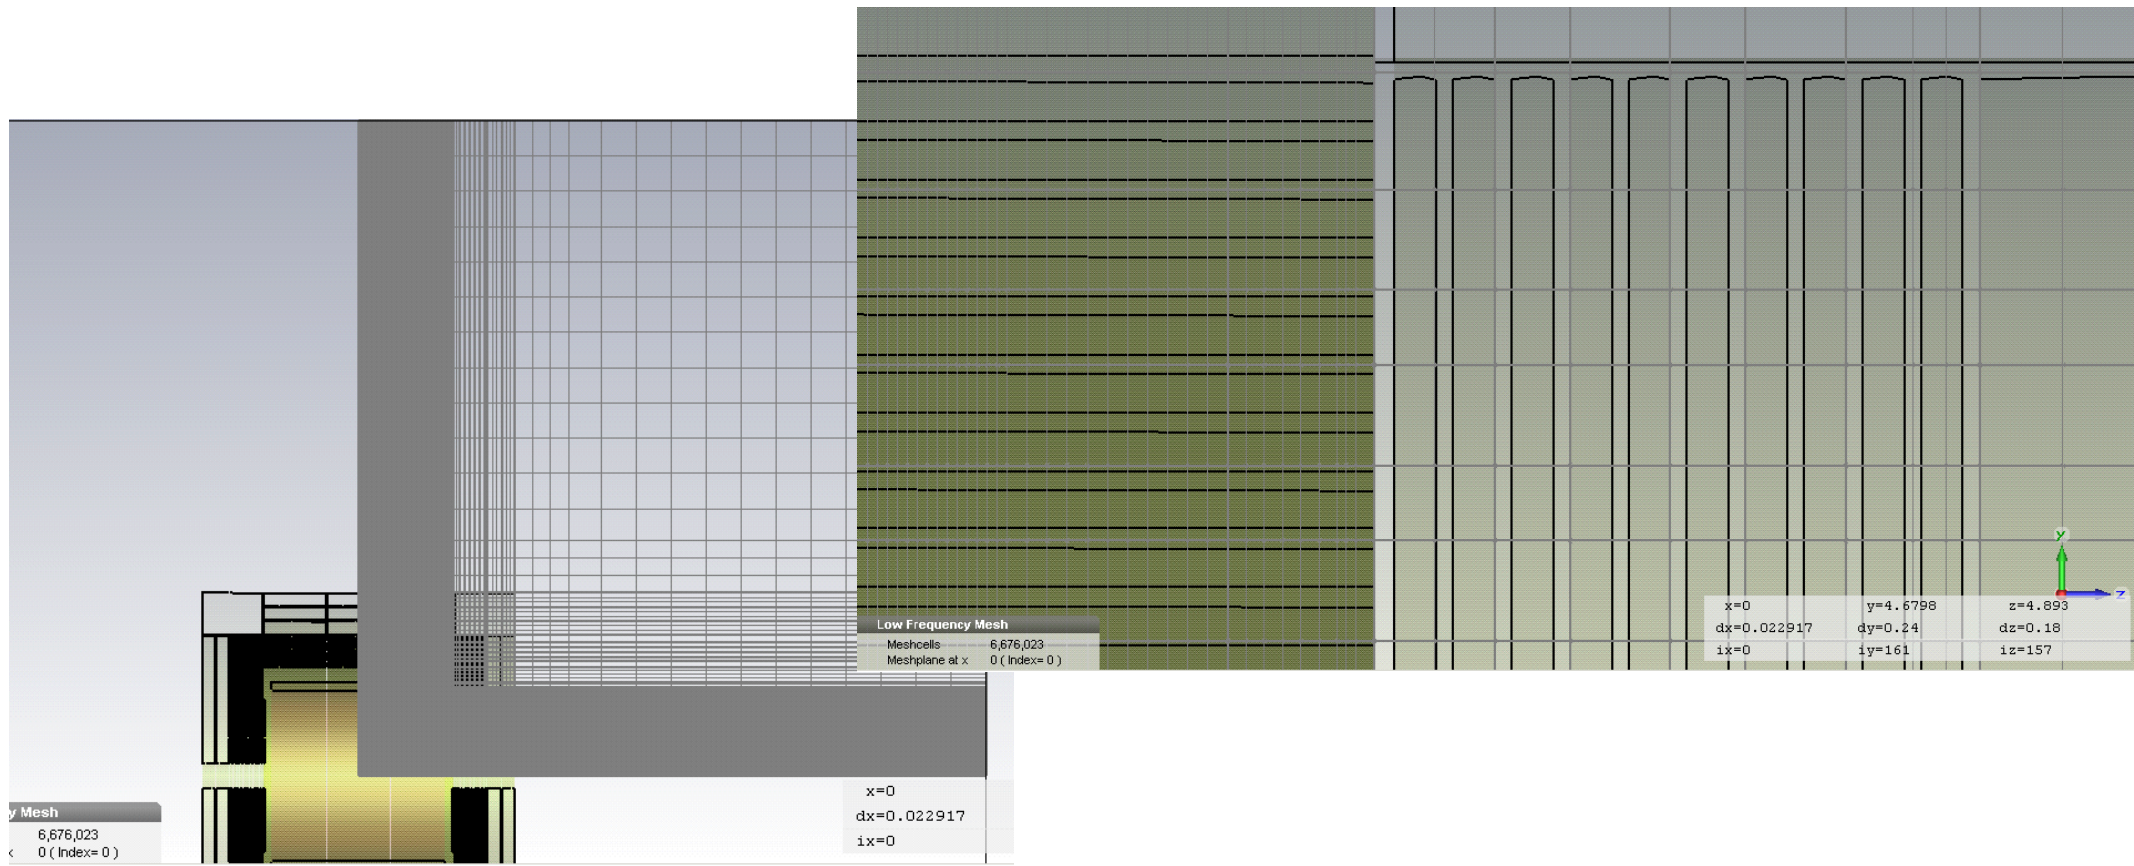 Low Frequency Mesh
Meshcells 6,676,023
Meshplane at x 0 ( Index= 0 )
Y
Z
x=0 y=4.6798 z=4.893
dx=0.022917 dy=0.24 dz=0.18
ix=0 iy=161 iz=157
y Mesh
6,676,023
x 0 ( Index= 0 )
x=0
dx=0.022917
ix=0